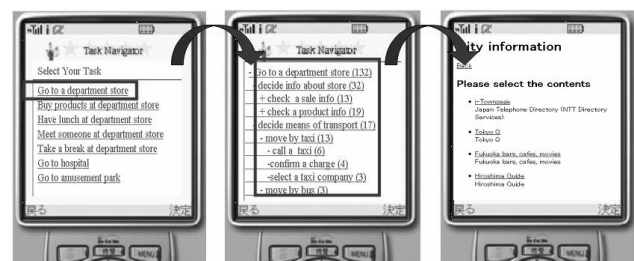 Task Navigator
Select Your Task
Go to a department store
Buy products at department store
Have lunch at department store
Meet someone at department store
Take a break at department store
Go to hospital
Go to amusement park
戻る
決定
MENU
Task Navigator
- Go to a department store (132)
- decide info about store (32)
+ check a sale info (13)
+ check a product info (19)
- decide means of transport (17)
- move by taxi (13)
- call a taxi (6)
-confirm a charge (4)
-select a taxi company (3)
- move by bus (3)
戻る
決定
MENU
ity information
Back
Please select the contents
• i-Townpage
Japan Telephone Directory (NTT Directory
Services)
• Tokyo Q
Tokyo Q
• Fukuoka bars, cafes, movies
Fukuoka bars, cafes, movies
• Hiroshima Guide
Hiroshima Guide
戻る
決定
MENU